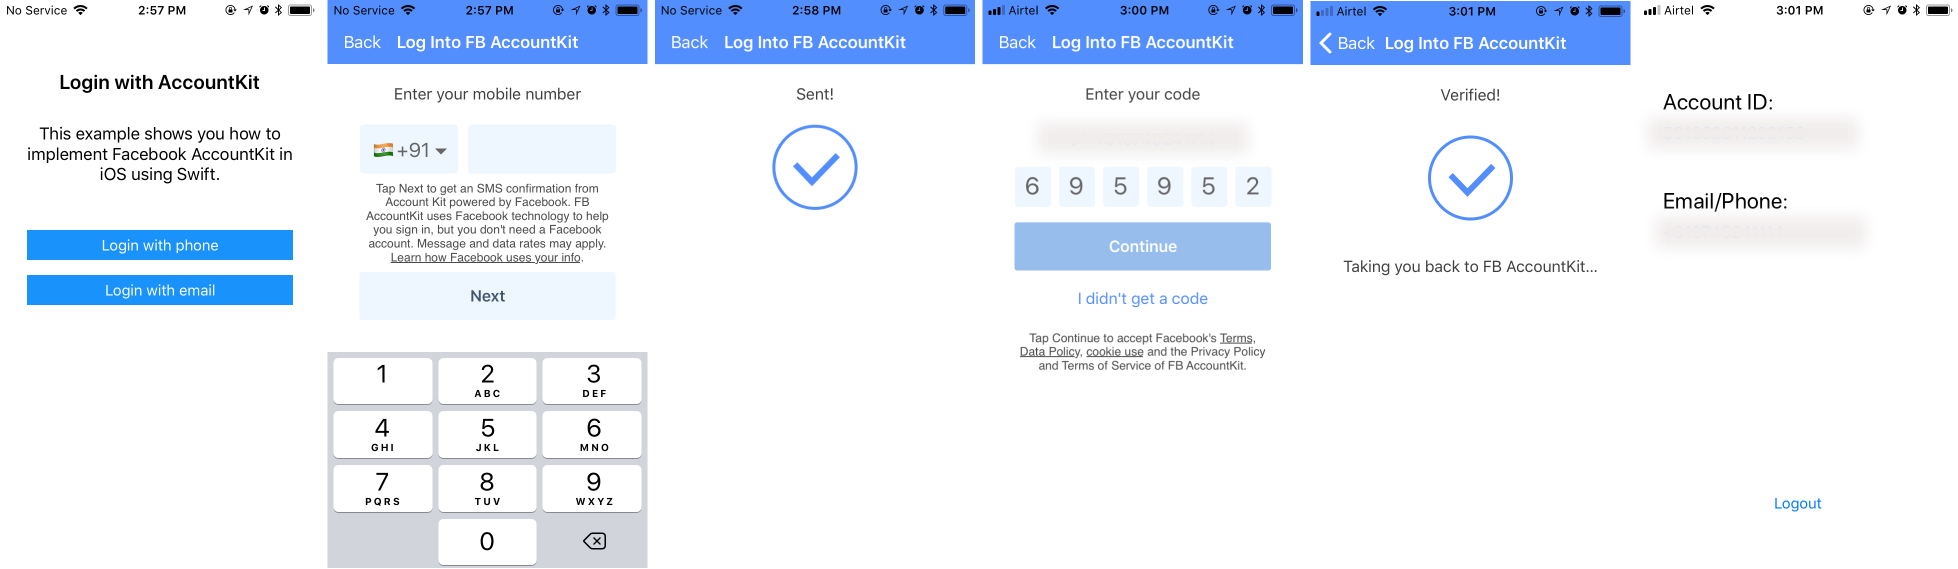 No Service 2:57 PM
Login with AccountKit
This example shows you how to
implement Facebook AccountKit in
iOS using Swift.
Login with phone
Login with email
No Service 2:57 PM
Back Log Into FB AccountKit
Enter your mobile number
+91
Tap Next to get an SMS confirmation from
Account Kit powered by Facebook. FB
AccountKit uses Facebook technology to help
you sign in, but you don't need a Facebook
account. Message and data rates may apply.
Learn how Facebook uses your info.
Next
1 2 3
ABC DEF
4 5 6
GHI JKL MNO
7 8 9
PQRS TUV WXYZ
0
No Service 2:58 PM
Back Log Into FB AccountKit
Sent!
Airtel 3:00 PM
Back Log Into FB AccountKit
Enter your code
6 9 5 9 5 2
Continue
I didn't get a code
Tap Continue to accept Facebook's Terms,
Data Policy, cookie use and the Privacy Policy
and Terms of Service of FB AccountKit.
Airtel 3:01 PM
Back Log Into FB AccountKit
Verified!
Taking you back to FB AccountKit...
Airtel 3:01 PM
Account ID:
Email/Phone:
Logout